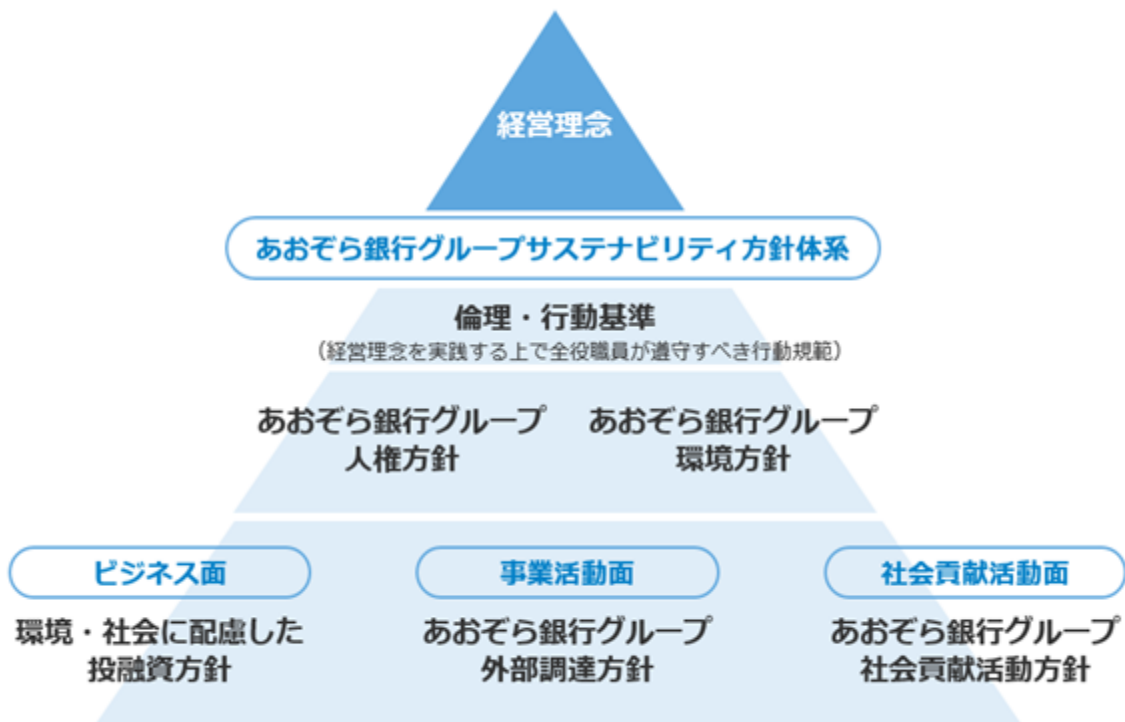 経営理念
あおぞら銀行グループサステナビリティ方針体系
倫理・行動基準
（経営理念を実践する上で全役職員が遵守すべき行動規範）
あおぞら銀行グループ
人権方針
あおぞら銀行グループ
環境方針
ビジネス面
環境・社会に配慮した
投融資方針
事業活動面
あおぞら銀行グループ
外部調達方針
社会貢献活動面
あおぞら銀行グループ
社会貢献活動方針